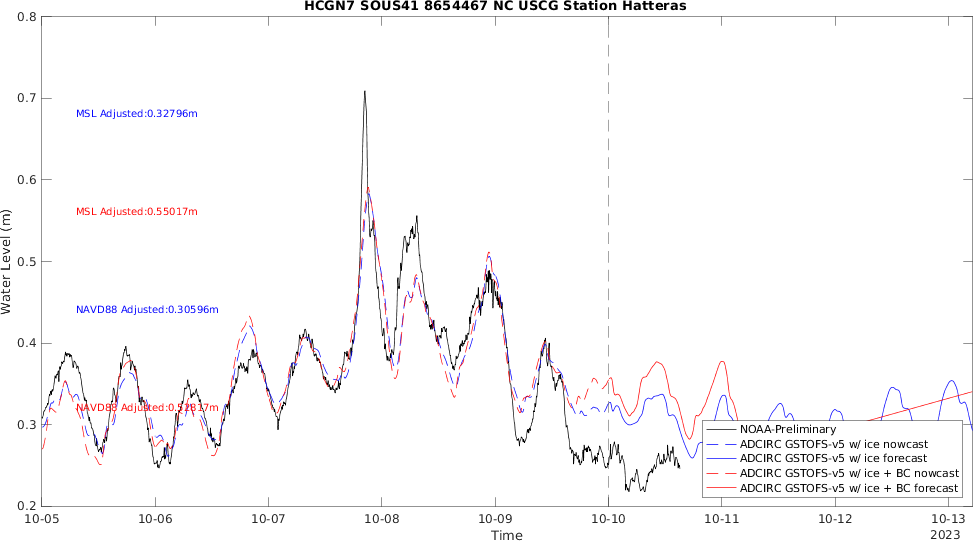 HCGN7 SOUS41 8654467 NC USCG Station Hatteras
0.8
0.7
0.6
0.5
0.4
0.3
0.2
Water Level (m)
MSL Adjusted:0.32796m
MSL Adjusted:0.55017m
NAVD88 Adjusted:0.30596m
NAVD88 Adjusted:0.52817m
NOAA-Preliminary
ADCIRC GSTOFS-v5 w/ ice nowcast
ADCIRC GSTOFS-v5 w/ ice forecast
ADCIRC GSTOFS-v5 w/ ice + BC nowcast
ADCIRC GSTOFS-v5 w/ ice + BC forecast
10-05 10-06 10-07 10-08 10-09 10-10 10-11 10-12 10-13
2023
Time